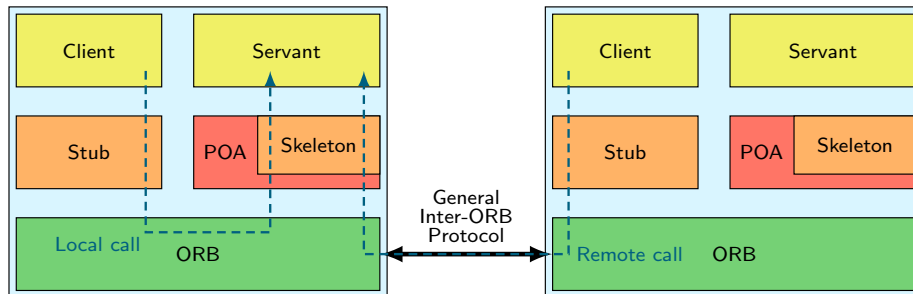 Client
Servant
Stub
POA
Skeleton
Local call
ORB
General
Inter-ORB
Protocol
Client
Servant
Stub
POA
Skeleton
Remote call
ORB